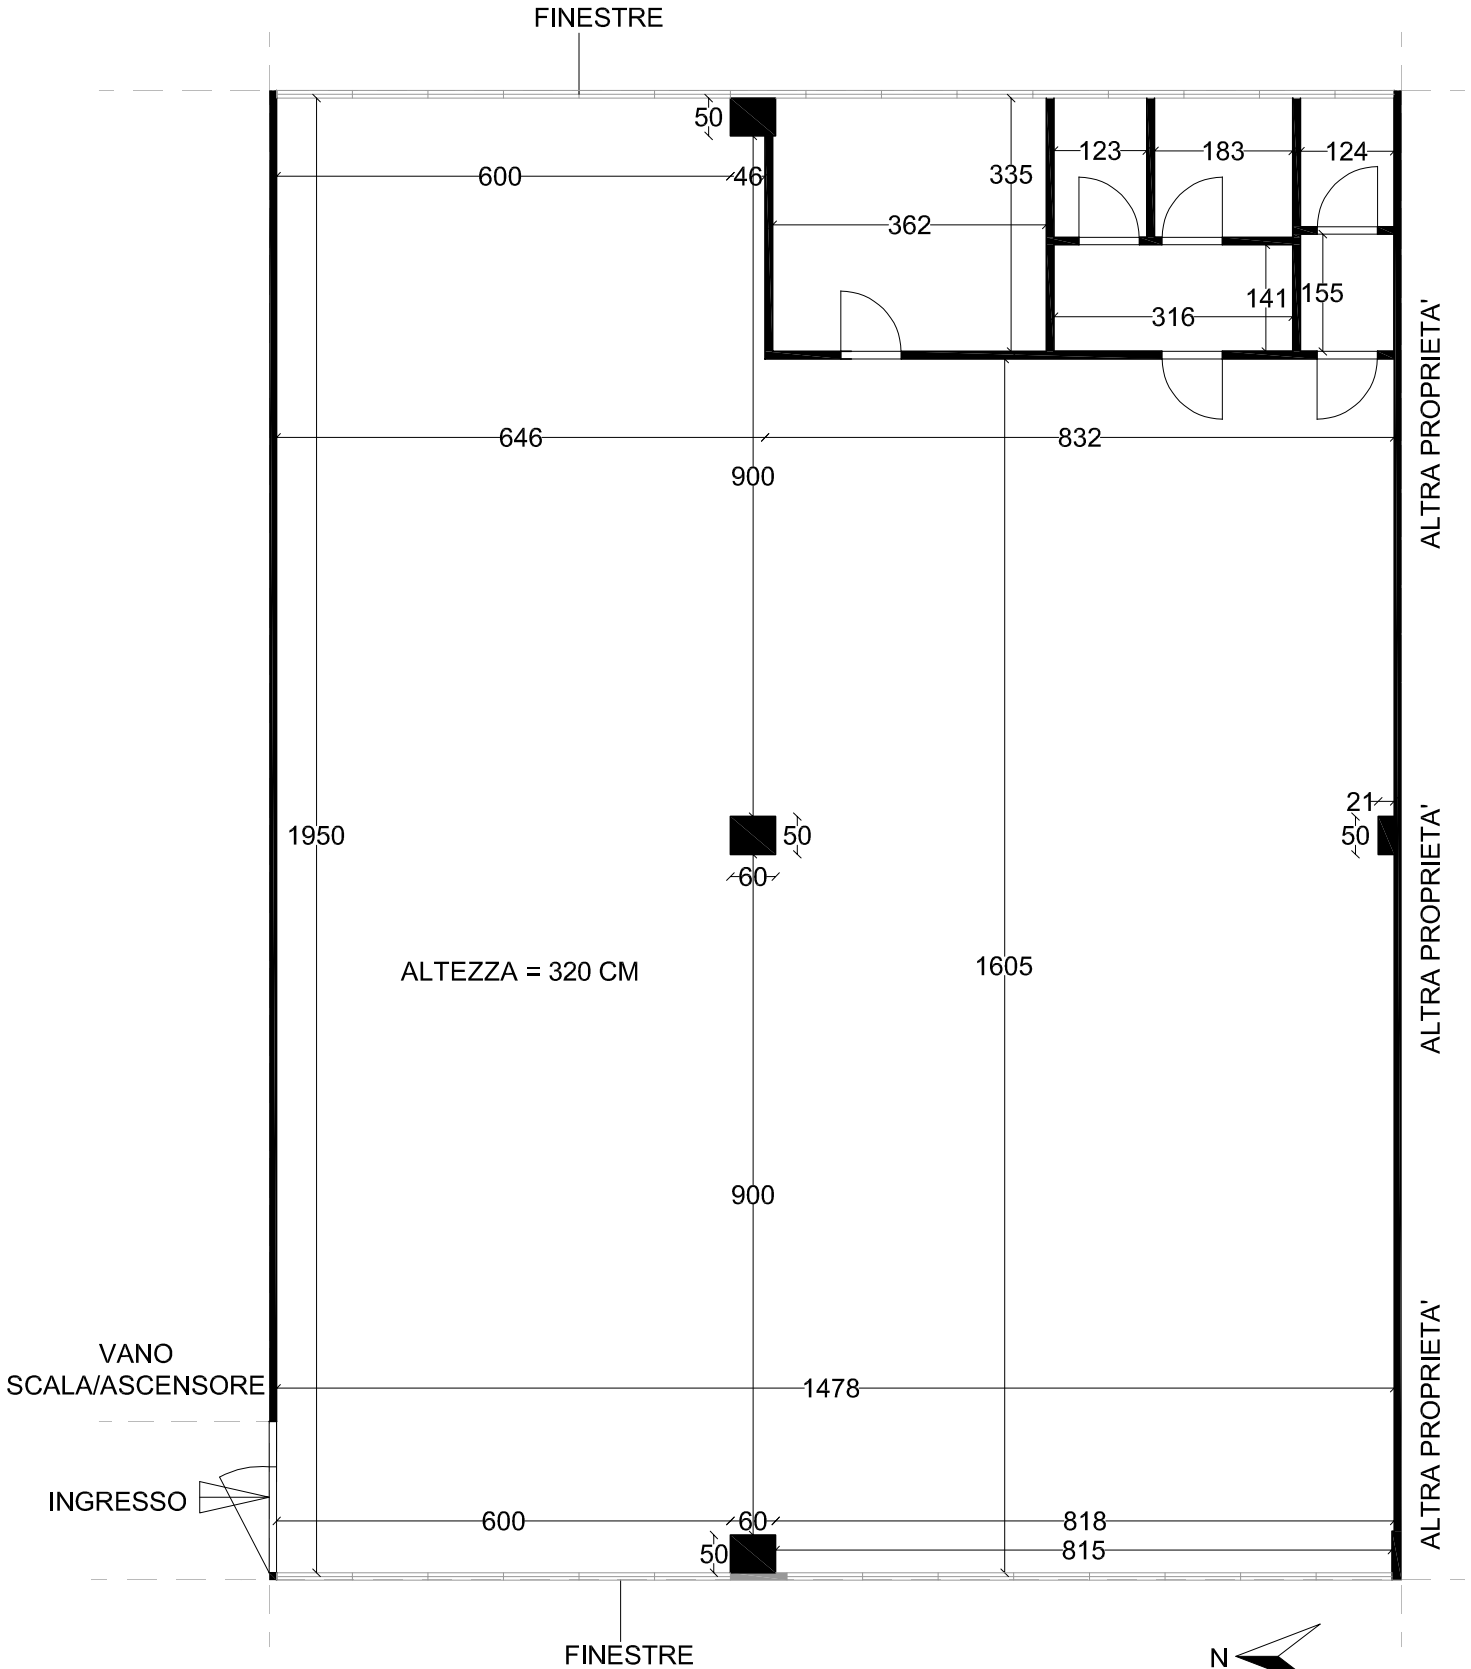 FINESTRE
50
600
46
335
123
183
124
362
316
141
155
ALTRA PROPRIETA'
646
832
900
21
1950
50
50
60
ALTRA PROPRIETA'
ALTEZZA = 320 CM
1605
900
VANO
SCALA/ASCENSORE
1478
ALTRA PROPRIETA'
INGRESSO
600
60
818
50
815
FINESTRE
N